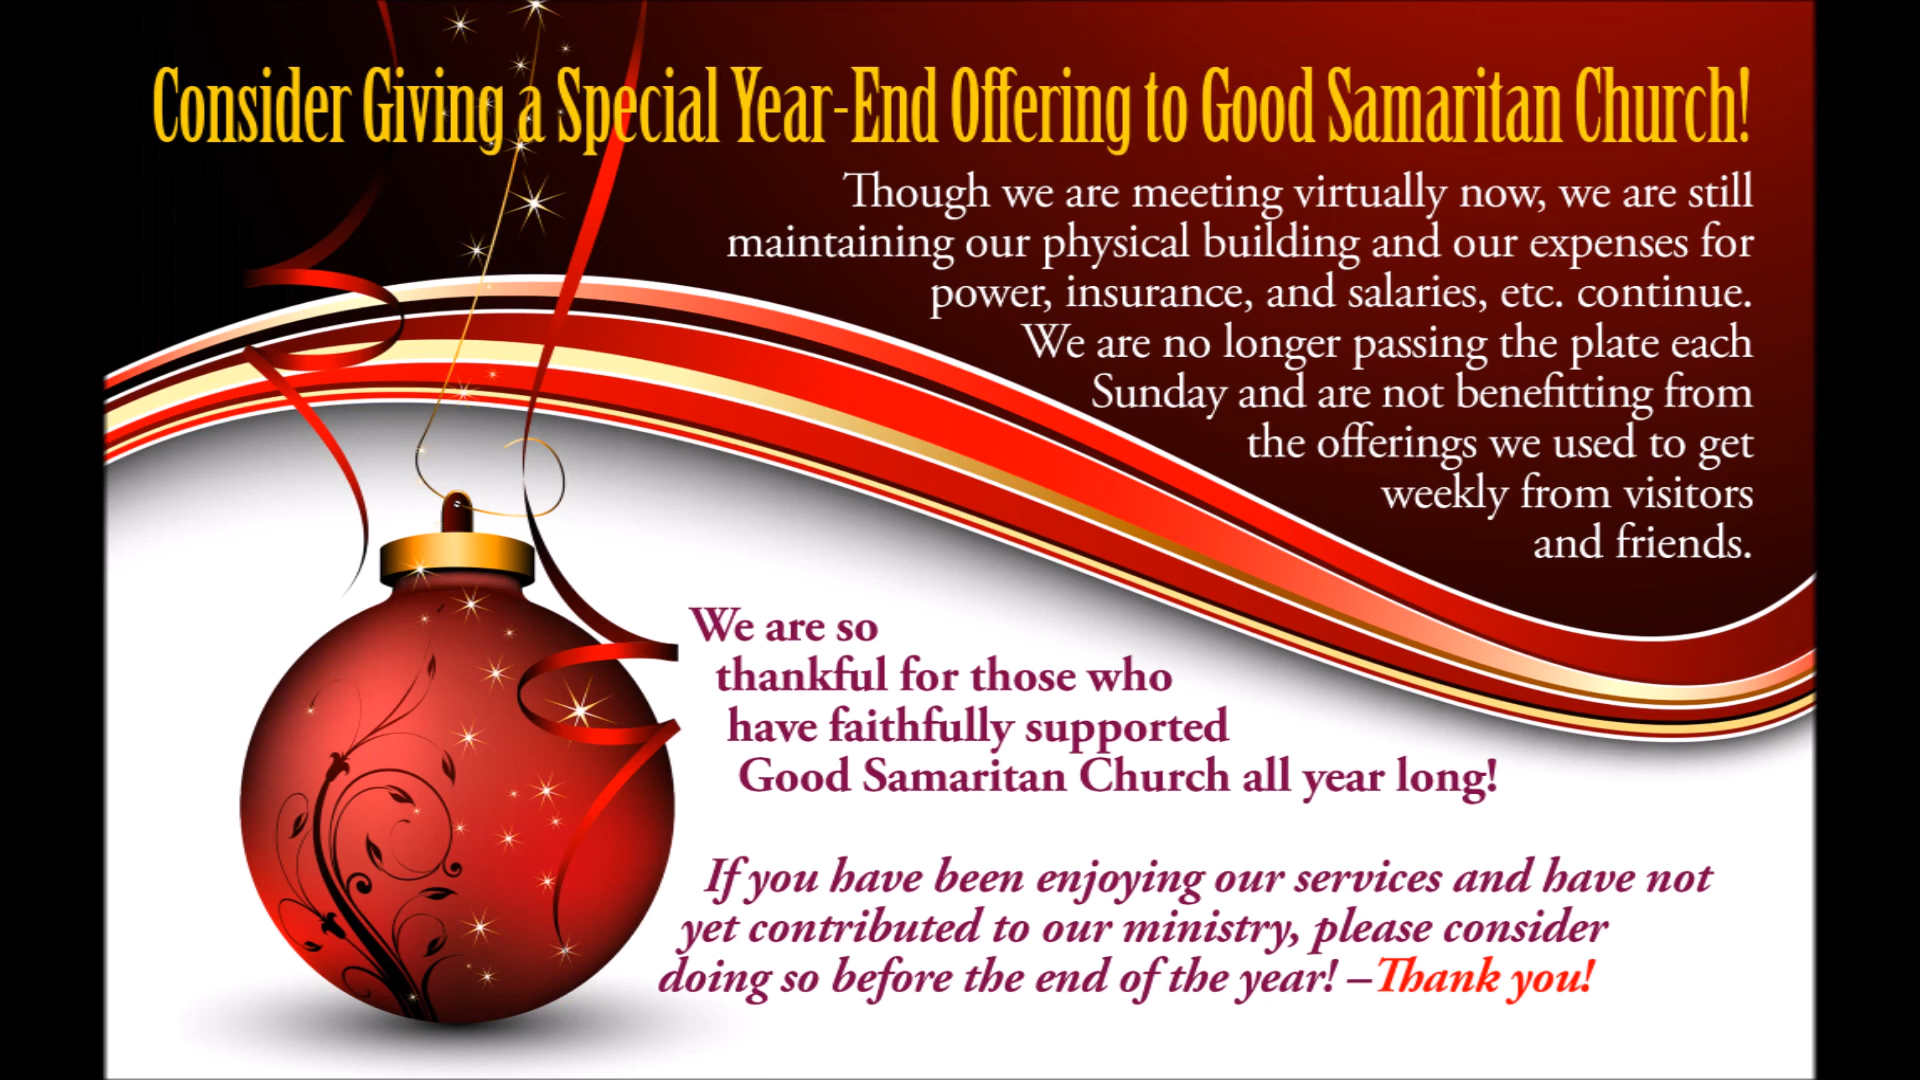 Consider Giving a Special Year-End Offering to Good Samaritan Church!
Though we are meeting virtually now, we are still
maintaining our physical building and our expenses for
power, insurance, and salaries, etc. continue.
We are no longer passing the plate each
Sunday and are not benefitting from
the offerings we used to get
weekly from visitors
and friends.
We are so
thankful for those who
have faithfully supported
Good Samaritan Church all year long!
If you have been enjoying our services and have not
yet contributed to our ministry, please consider
doing so before the end of the year! –Thank you!